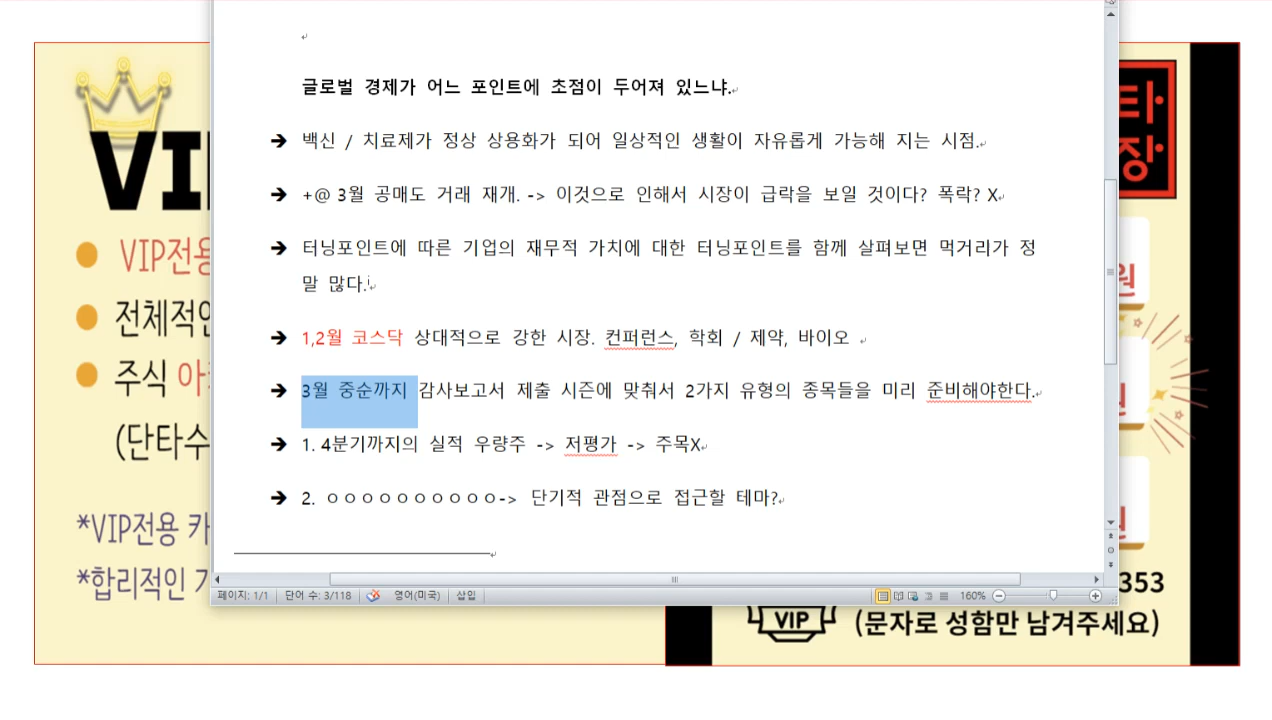 글로벌 경제가 어느 포인트에 초점이 두어져 있느냐.
➔ 백신 / 치료제가 정상 상용화가 되어 일상적인 생활이 자유롭게 가능해 지는 시점.
➔ +@ 3월 공매도 거래 재개. -> 이것으로 인해서 시장이 급락을 보일 것이다? 폭락? X
➔ 터닝포인트에 따른 기업의 재무적 가치에 대한 터닝포인트를 함께 살펴보면 먹거리가 정
말 많다.
➔ 1,2월 코스닥 상대적으로 강한 시장. 컨퍼런스, 학회 / 제약, 바이오
➔ 3월 중순까지 감사보고서 제출 시즌에 맞춰서 2가지 유형의 종목들을 미리 준비해야한다.
➔ 1. 4분기까지의 실적 우량주 -> 저평가 -> 주목X
➔ 2. ㅇㅇㅇㅇㅇㅇㅇㅇㅇㅇ-> 단기적 관점으로 접근할 테마?
페이지: 1/1 단어 수: 3/118 영어(미국) 삽입 160%
VI
● VIP전용
● 전체적인
● 주식
(단타수
*VIP전용 카
*합리적인
타
장
원
353
VIP (문자로 성함만 남겨주세요)